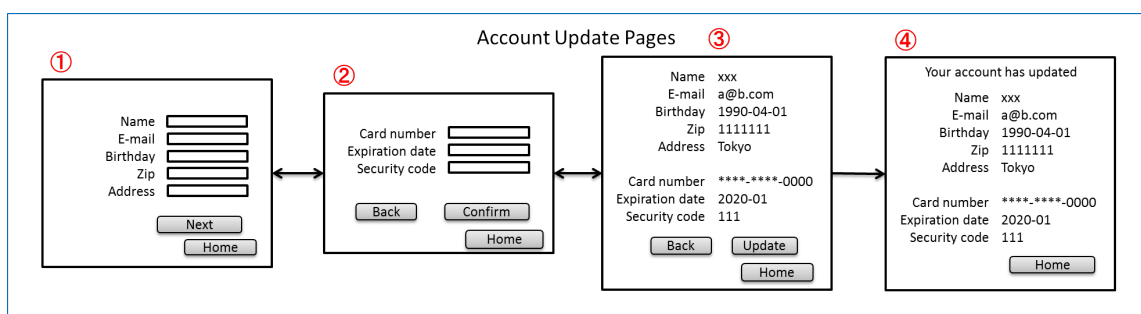 Account Update Pages
①
Name
E-mail
Birthday
Zip
Address
Next
Home
②
Card number
Expiration date
Security code
Back Confirm
Home
③
Name xxx
E-mail a@b.com
Birthday 1990-04-01
Zip 1111111
Address Tokyo
Card number ****-****-0000
Expiration date 2020-01
Security code 111
Back Update
Home
④
Your account has updated
Name xxx
E-mail a@b.com
Birthday 1990-04-01
Zip 1111111
Address Tokyo
Card number ****-****-0000
Expiration date 2020-01
Security code 111
Home